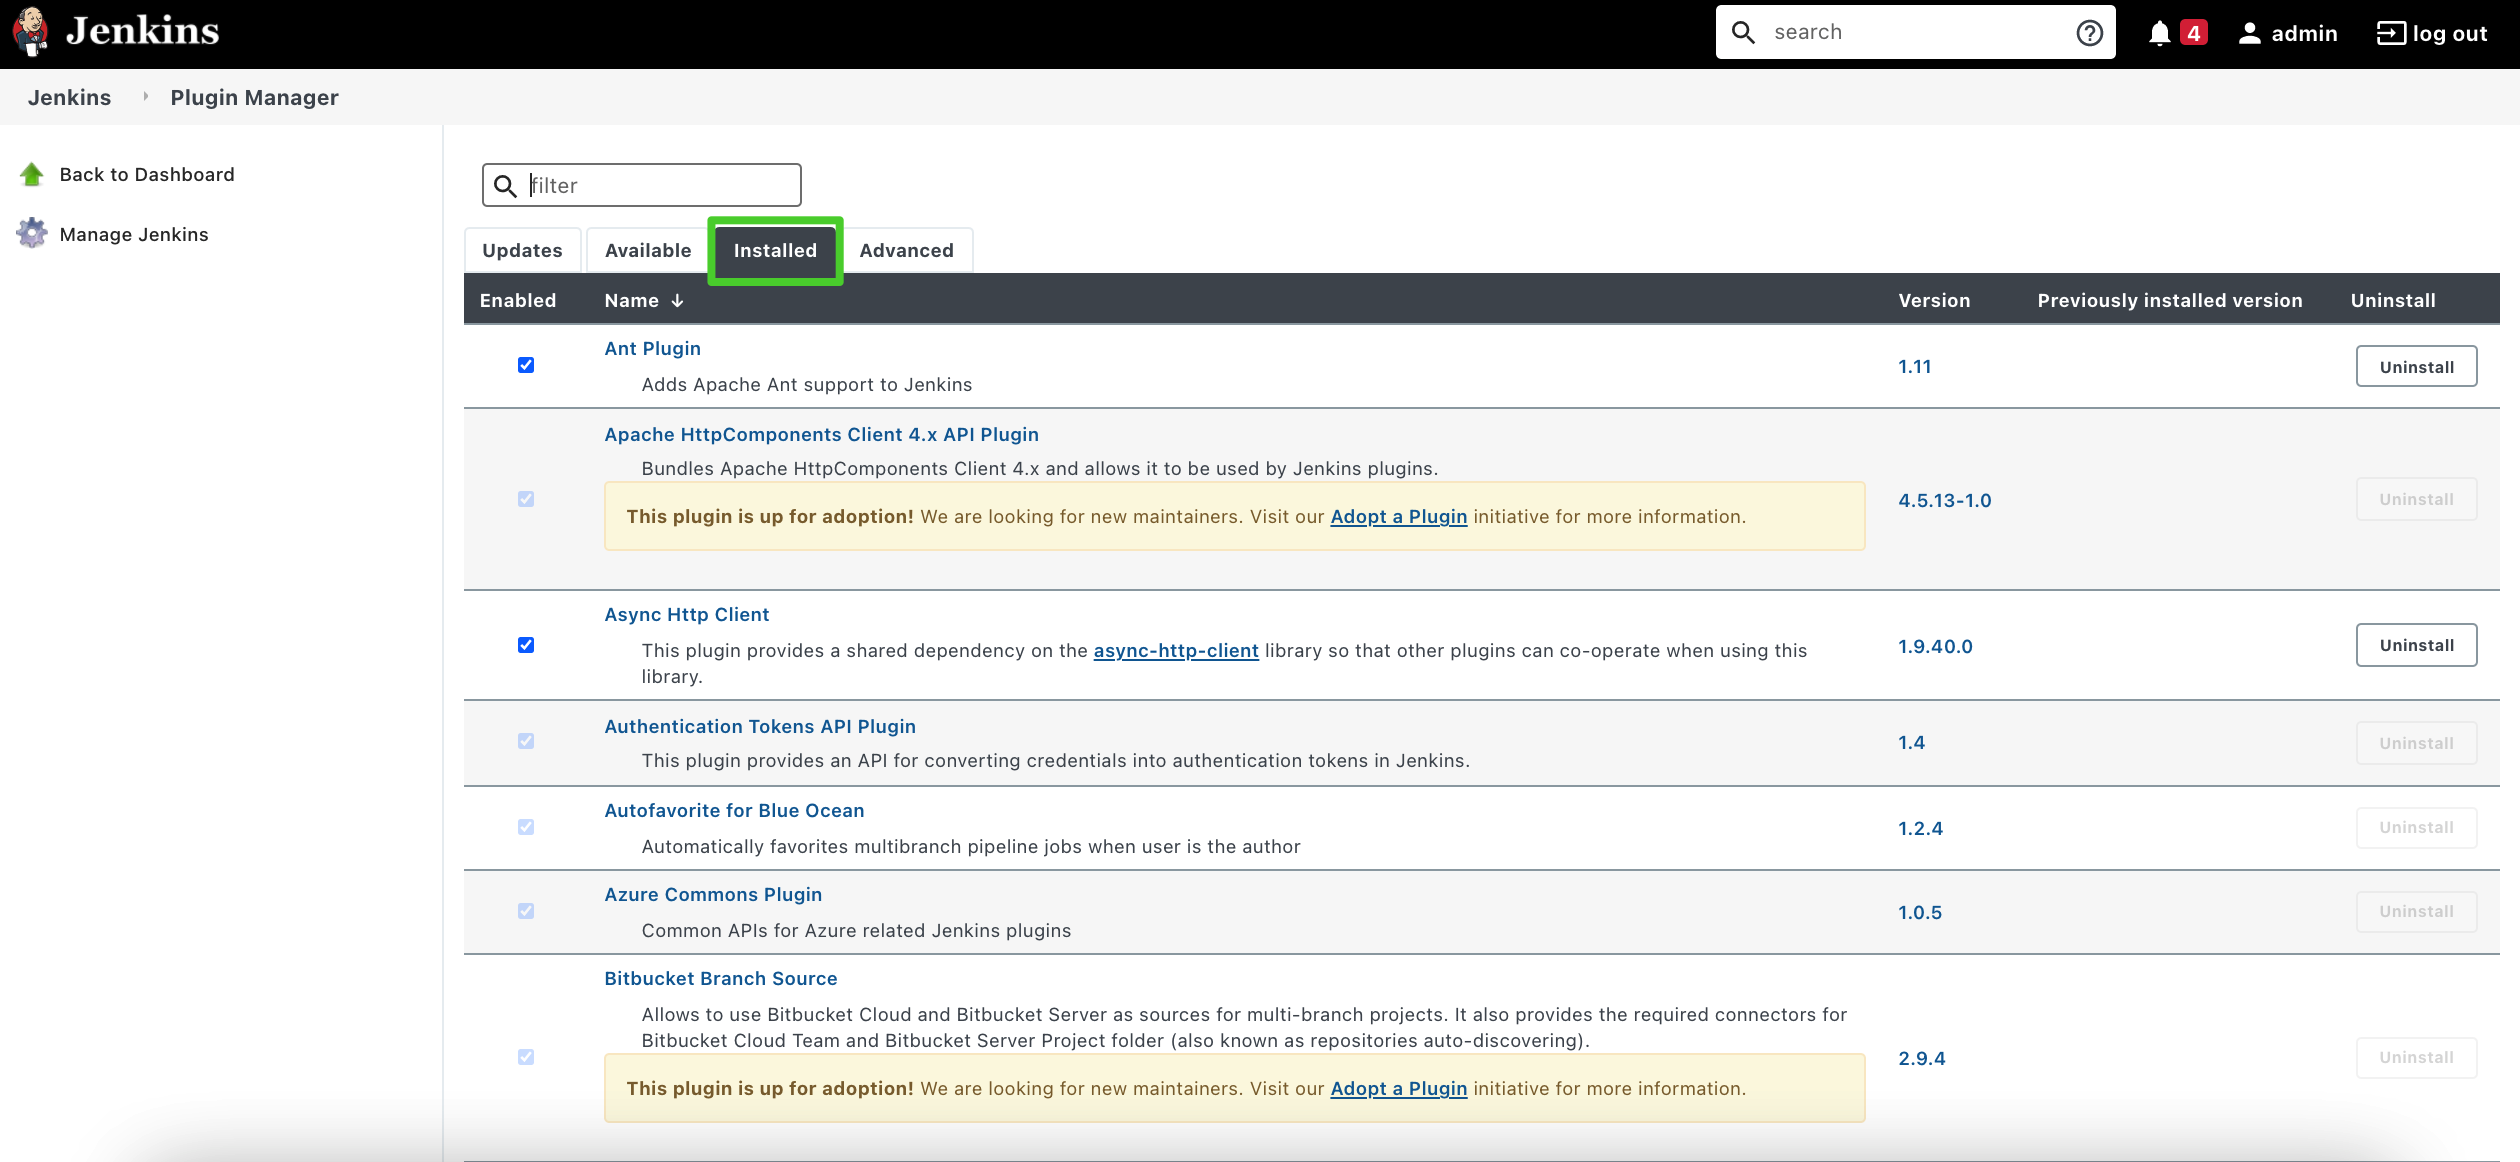 Jenkins
search
4
admin
log out
Jenkins
Plugin Manager
Back to Dashboard
Manage Jenkins
filter
Updates
Available
Installed
Advanced
Enabled
Name ↓
Version
Previously installed version
Uninstall
Ant Plugin
Adds Apache Ant support to Jenkins
1.11
Uninstall
Apache HttpComponents Client 4.x API Plugin
Bundles Apache HttpComponents Client 4.x and allows it to be used by Jenkins plugins.
This plugin is up for adoption! We are looking for new maintainers. Visit our Adopt a Plugin initiative for more information.
4.5.13-1.0
Uninstall
Async Http Client
This plugin provides a shared dependency on the async-http-client library so that other plugins can co-operate when using this
library.
1.9.40.0
Uninstall
Authentication Tokens API Plugin
This plugin provides an API for converting credentials into authentication tokens in Jenkins.
1.4
Uninstall
Autofavorite for Blue Ocean
Automatically favorites multibranch pipeline jobs when user is the author
1.2.4
Uninstall
Azure Commons Plugin
Common APIs for Azure related Jenkins plugins
1.0.5
Uninstall
Bitbucket Branch Source
Allows to use Bitbucket Cloud and Bitbucket Server as sources for multi-branch projects. It also provides the required connectors for
Bitbucket Cloud Team and Bitbucket Server Project folder (also known as repositories auto-discovering).
This plugin is up for adoption! We are looking for new maintainers. Visit our Adopt a Plugin initiative for more information.
2.9.4
Uninstall